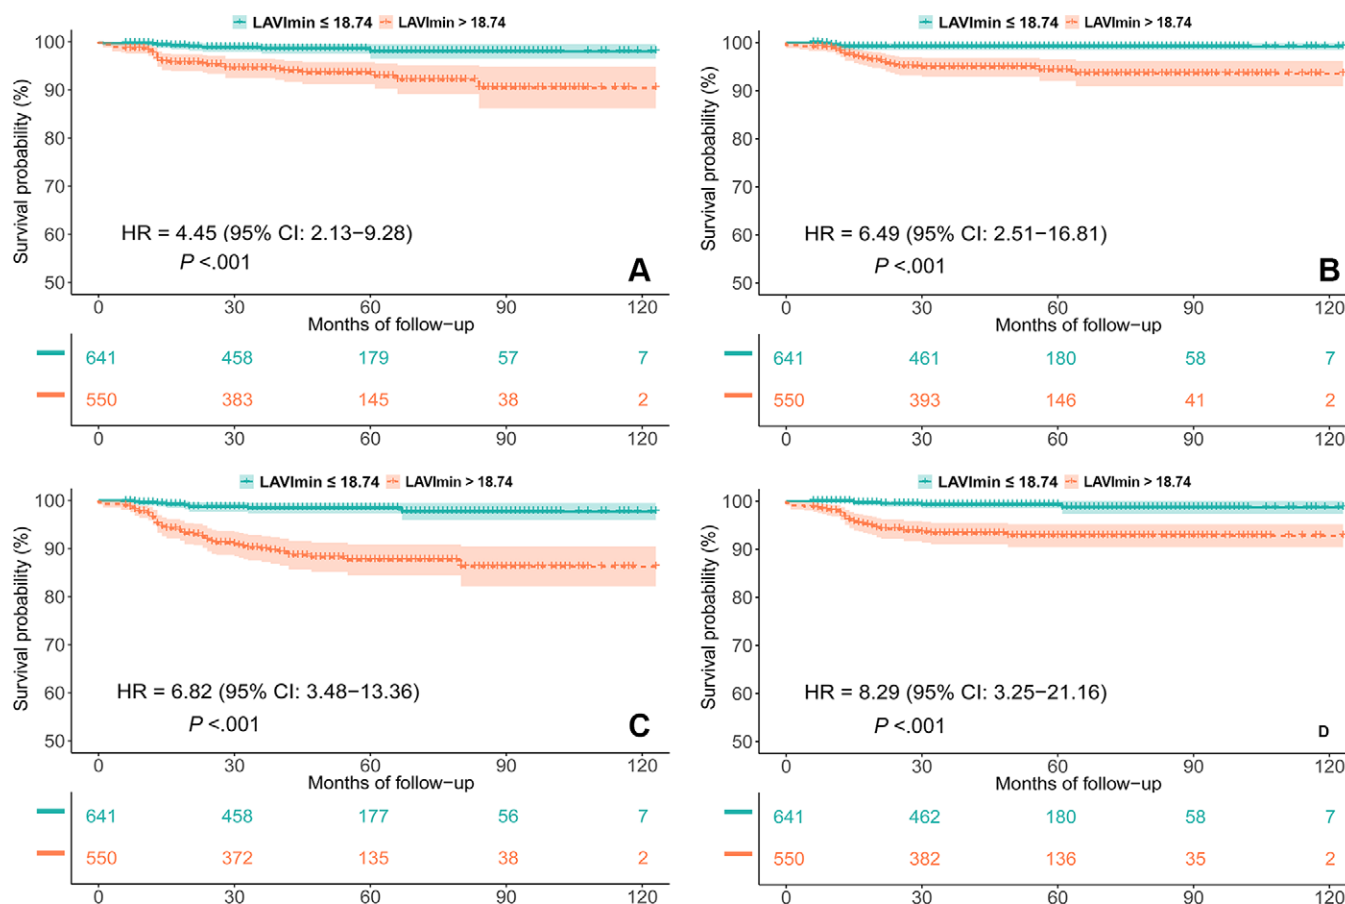 LAVImin ≤ 18.74 LAVImin > 18.74
Survival probability (%)
100
90
80
70
60
50
HR = 4.45 (95% CI: 2.13−9.28)
P <.001
A
0 30 60 90 120
Months of follow−up
641 458 179 57 7
550 383 145 38 2
0 30 60 90 120
LAVImin ≤ 18.74 LAVImin > 18.74
Survival probability (%)
100
90
80
70
60
50
HR = 6.49 (95% CI: 2.51−16.81)
P <.001
B
0 30 60 90 120
Months of follow−up
641 461 180 58 7
550 393 146 41 2
0 30 60 90 120
LAVImin ≤ 18.74 LAVImin > 18.74
Survival probability (%)
100
90
80
70
60
50
HR = 6.82 (95% CI: 3.48−13.36)
P <.001
C
0 30 60 90 120
Months of follow−up
641 458 177 56 7
550 372 135 38 2
0 30 60 90 120
LAVImin ≤ 18.74 LAVImin > 18.74
Survival probability (%)
100
90
80
70
60
50
HR = 8.29 (95% CI: 3.25−21.16)
P <.001
D
0 30 60 90 120
Months of follow−up
641 462 180 58 7
550 382 136 35 2
0 30 60 90 120